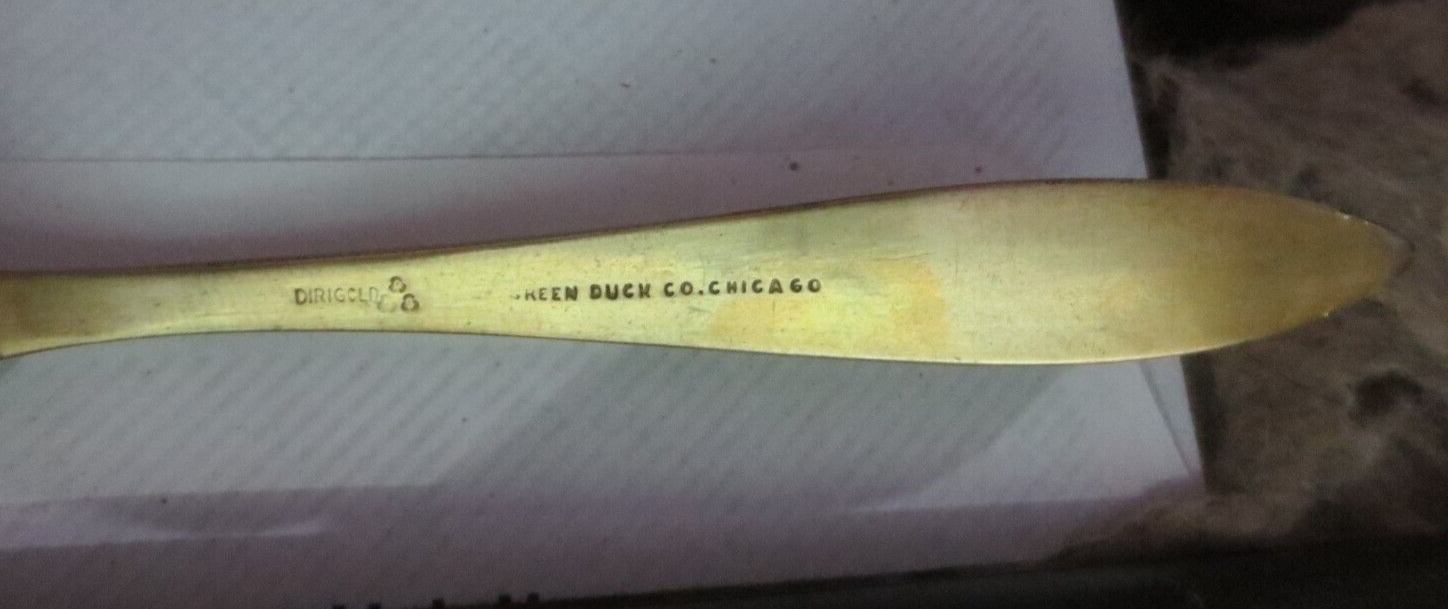 DIRIGOLD
GREEN DUCK CO. CHICAGO